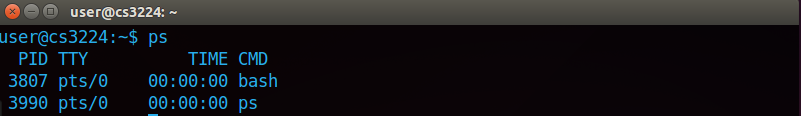 user@cs3224: ~
user@cs3224:~$ ps
  PID TTY          TIME CMD
 3807 pts/0    00:00:00 bash
 3990 pts/0    00:00:00 ps